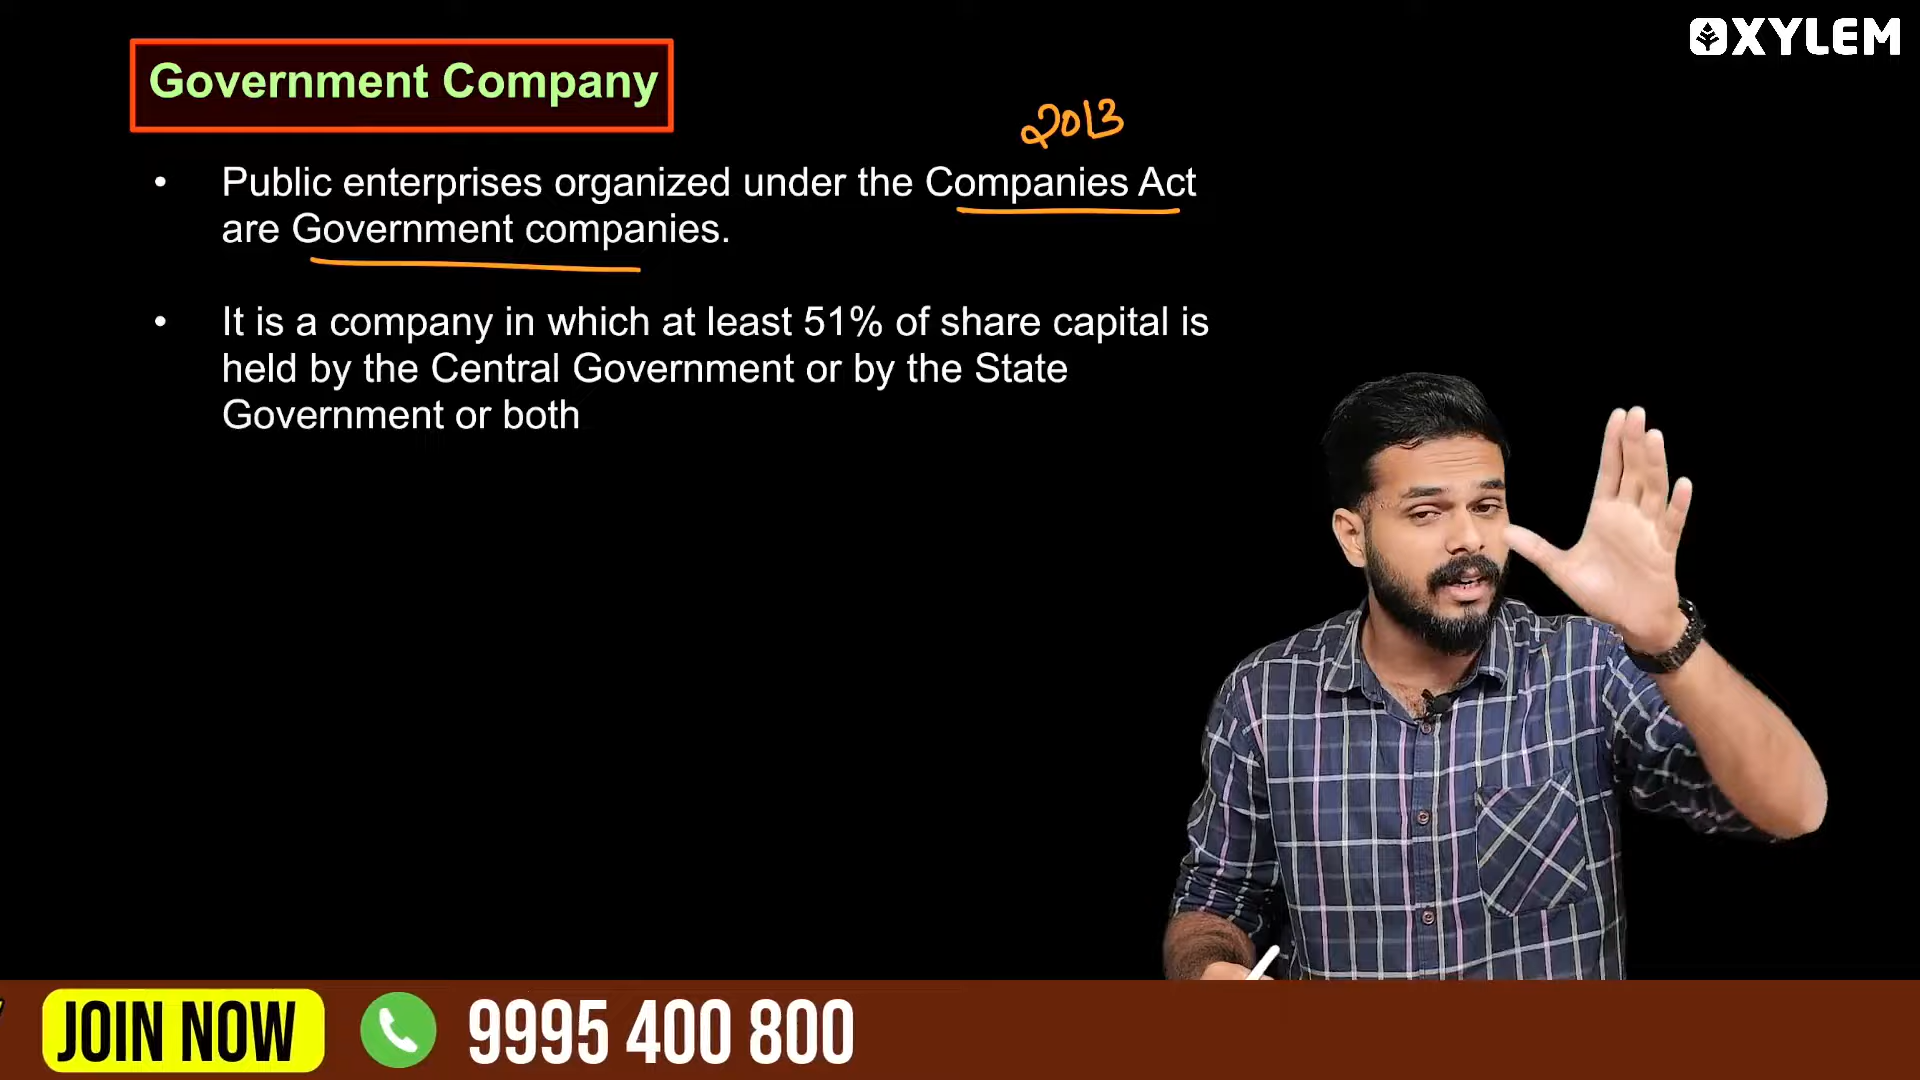 XYLEM
Government Company
2013
• Public enterprises organized under the Companies Act
are Government companies.
• It is a company in which at least 51% of share capital is
held by the Central Government or by the State
Government or both
JOIN NOW 9995 400 800